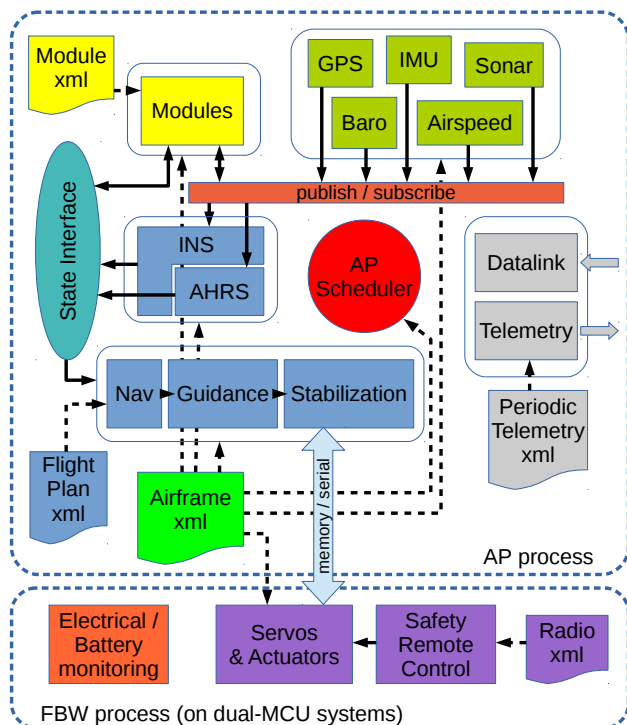 Module
xml
Modules
GPS
IMU
Sonar
Baro
Airspeed
publish / subscribe
State Interface
INS
AHRS
AP
Scheduler
Datalink
Telemetry
Nav
Guidance
Stabilization
Periodic
Telemetry
xml
Flight
Plan
xml
Airframe
xml
memory / serial
AP process
Electrical /
Battery
monitoring
Servos
& Actuators
Safety
Remote
Control
Radio
xml
FBW process (on dual-MCU systems)